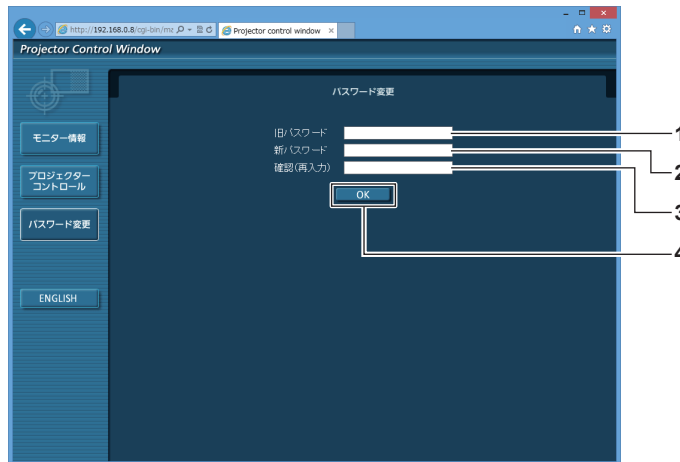 http://192.168.0.8/cgi-bin/mz
Projector control window
Projector Control Window
パスワード変更
旧パスワード
1
モニター情報
新パスワード
2
確認(再入力)
プロジェクター
コントロール
OK
3
パスワード変更
4
ENGLISH